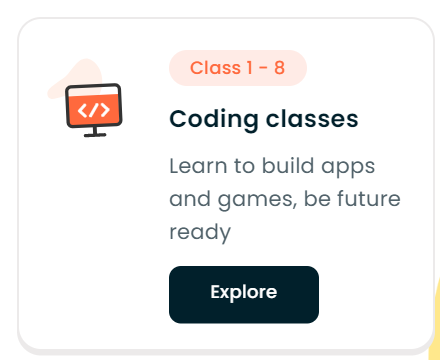 Class 1 - 8
</>
Coding classes
Learn to build apps
and games, be future
ready
Explore